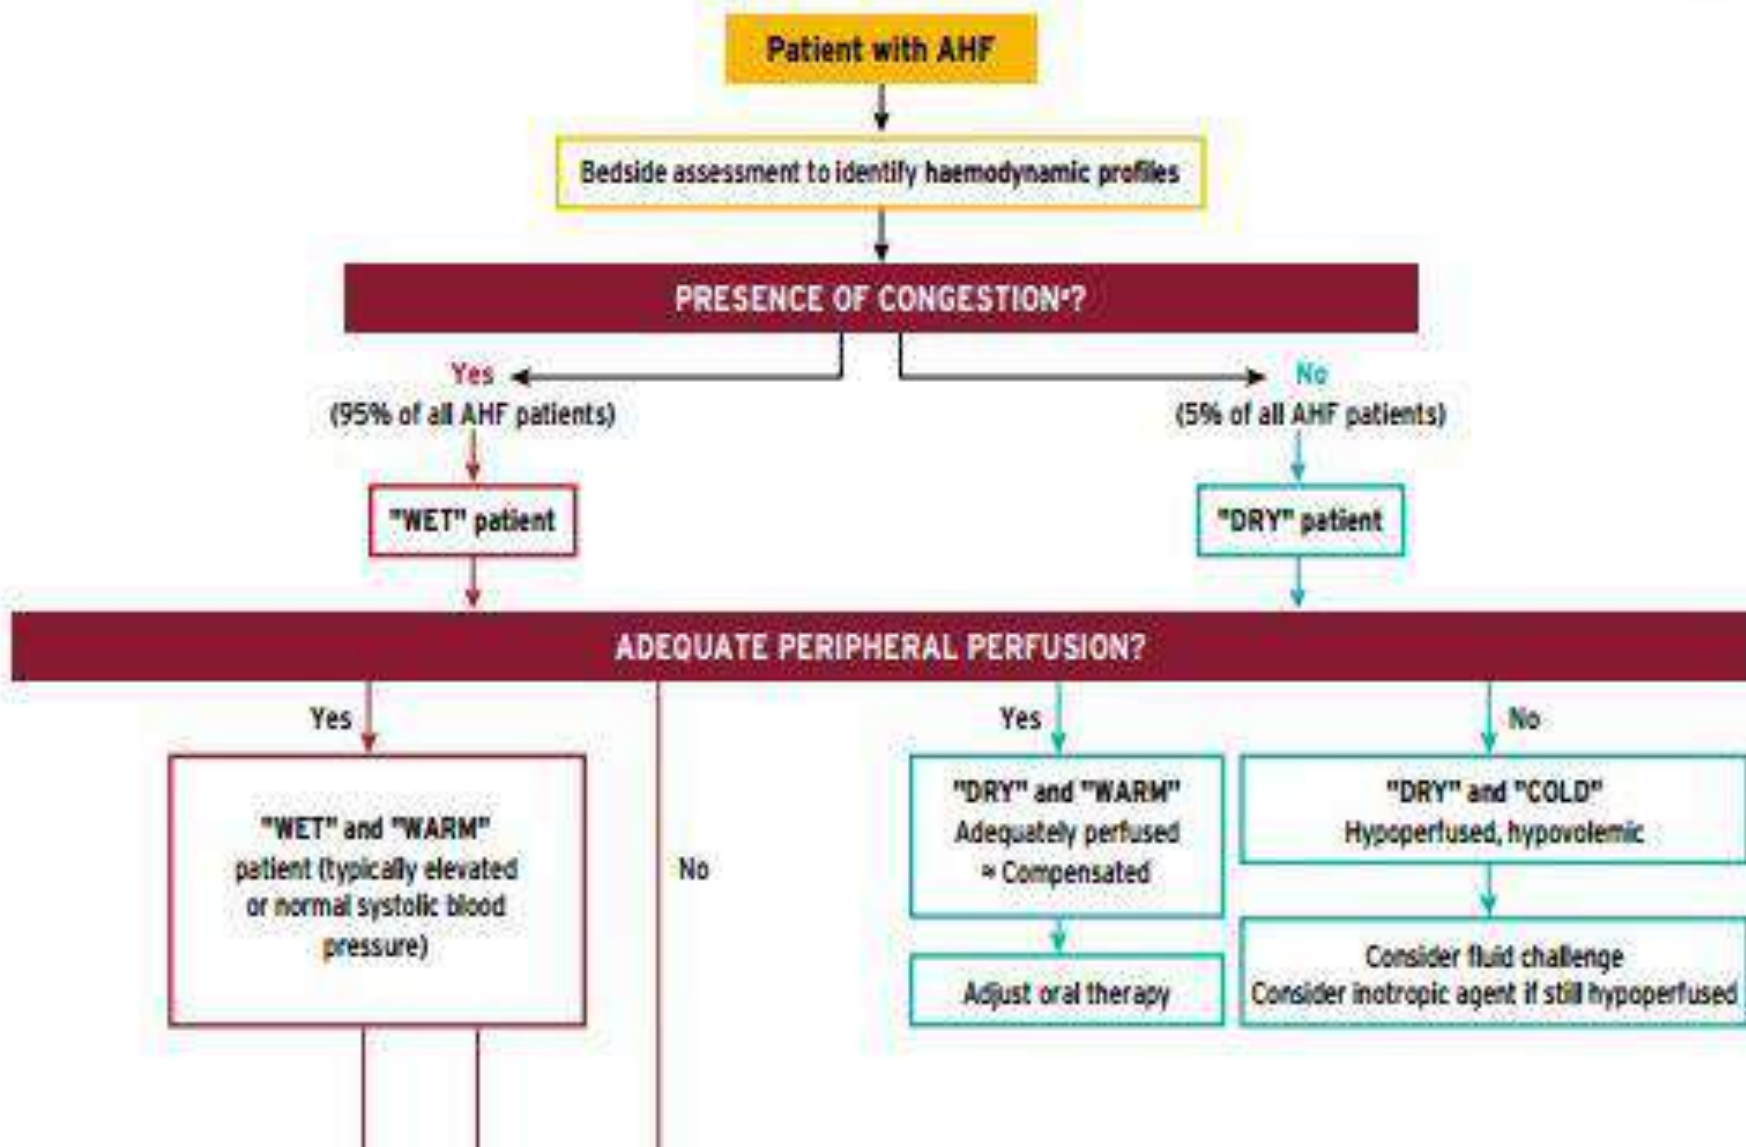 Patient with AHF
Bedside assessment to identify haemodynamic profiles
PRESENCE OF CONGESTIONª?
Yes
(95% of all AHF patients)
No
(5% of all AHF patients)
"WET" patient
"DRY" patient
ADEQUATE PERIPHERAL PERFUSION?
Yes
"WET" and "WARM"
patient (typically elevated
or normal systolic blood
pressure)
No
Yes
"DRY" and "WARM"
Adequately perfused
≈ Compensated
Adjust oral therapy
No
"DRY" and "COLD"
Hypoperfused, hypovolemic
Consider fluid challenge
Consider inotropic agent if still hypoperfused